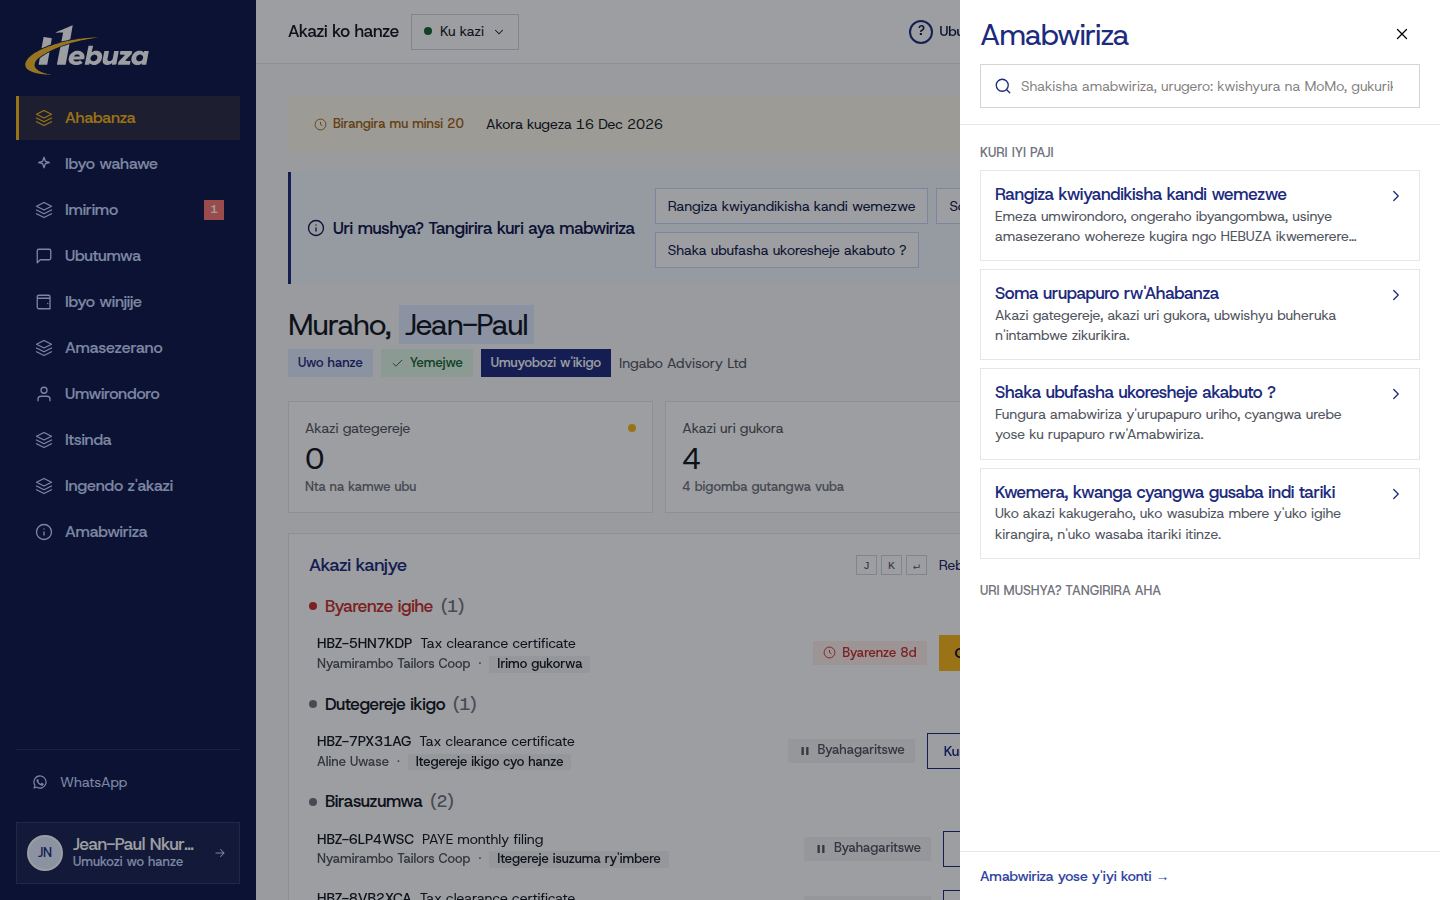 Hebuza
Ahabanza
Ibyo wahawe
Imirimo
1
Ubutumwa
Ibyo winjije
Amasezerano
Umwirondoro
Itsinda
Ingendo z'akazi
Amabwiriza
WhatsApp
JN
Jean-Paul Nkur...
Umukozi wo hanze
Akazi ko hanze
Ku kazi
?
Birangira mu minsi 20
Akora kugeza 16 Dec 2026
Uri mushya? Tangirira kuri aya mabwiriza
Rangiza kwiyandikisha kandi wemezwe
Shaka ubufasha ukoresheje akabuto ?
Muraho, Jean-Paul
Uwo hanze
Yemejwe
Umuyobozi w'ikigo
Ingabo Advisory Ltd
Akazi gategereje
0
Nta na kamwe ubu
Akazi uri gukora
4
4 bigomba gutangwa vuba
Akazi kanjye
J K ↵
Byarenze igihe (1)
HBZ-5HN7KDP Tax clearance certificate
Nyamirambo Tailors Coop · Irimo gukorwa
Byarenze 8d
Dutegereje ikigo (1)
HBZ-7PX31AG Tax clearance certificate
Aline Uwase · Itegereje ikigo cyo hanze
Byahagaritswe
Birasuzumwa (2)
HBZ-6LP4WSC PAYE monthly filing
Nyamirambo Tailors Coop · Itegereje isuzuma ry'imbere
Byahagaritswe
HBZ-8VB2XCA Tax clearance certificate
Amabwiriza
Shakisha amabwiriza, urugero: kwishyura na MoMo,
KURI IYI PAJI
Rangiza kwiyandikisha kandi wemezwe
Emeza umwirondoro, ongeraho ibyangombwa, usinye
amasezerano wohereze kugira ngo HEBUZA ikwemerere...
Soma urupapuro rw'Ahabanza
Akazi gategereje, akazi uri gukora, ubwishyu buheruka
n'intambwe zikurikira.
Shaka ubufasha ukoresheje akabuto ?
Fungura amabwiriza y'urupapuro uriho, cyangwa urebe
yose ku rupapuro rw'Amabwiriza.
Kwemera, kwanga cyangwa gusaba indi tariki
Uko akazi kakugeraho, uko wasubiza mbere y'uko igihe
kirangira, n'uko wasaba itariki itinze.
URI MUSHYA? TANGIRIRA AHA
Amabwiriza yose y'iyi konti →